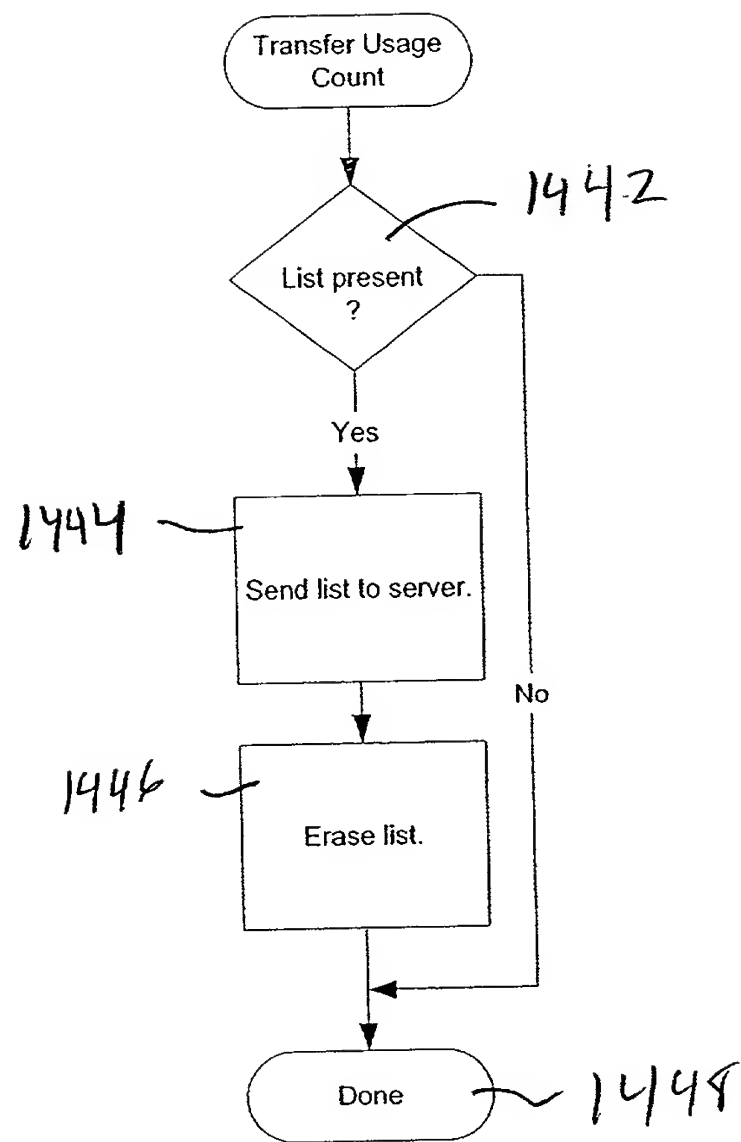 Transfer Usage
Count
1442
List present
?
Yes
1444
Send list to server.
No
1446
Erase list.
Done
1448